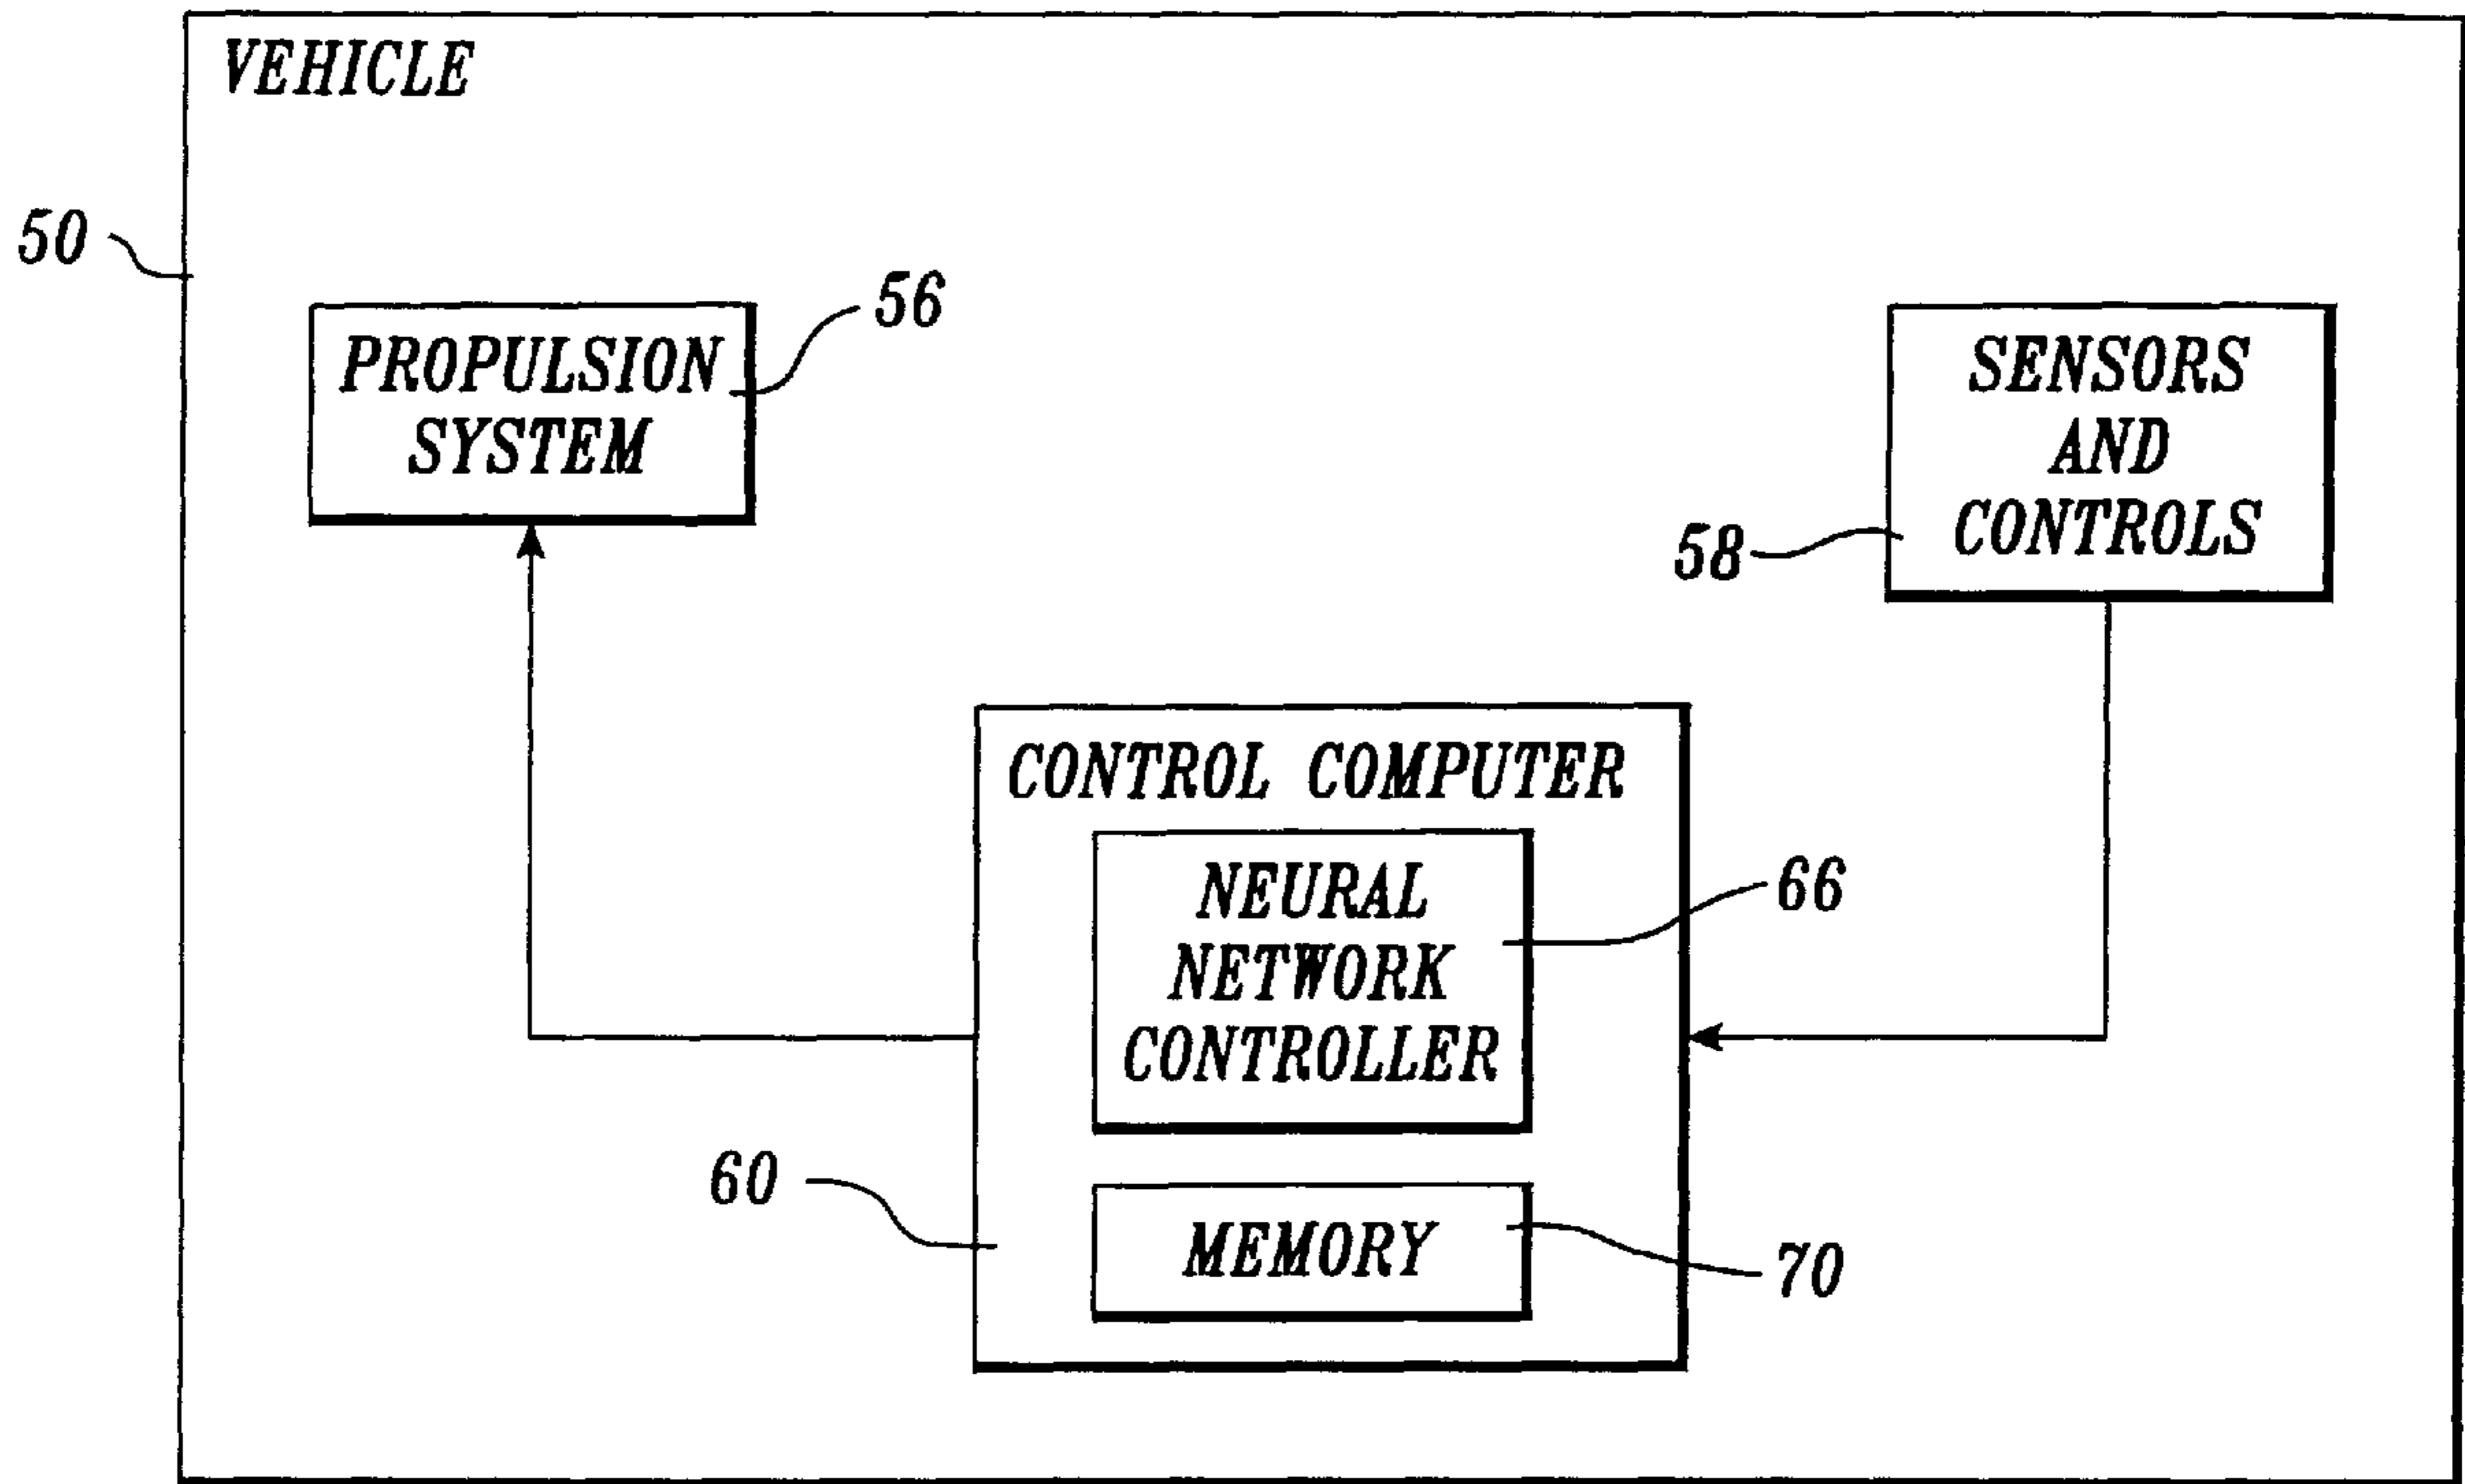 VEHICLE
50
56
PROPULSION
SYSTEM
SENSORS
AND
CONTROLS
58
CONTROL COMPUTER
NEURAL
NETWORK
CONTROLLER
66
60
MEMORY
70